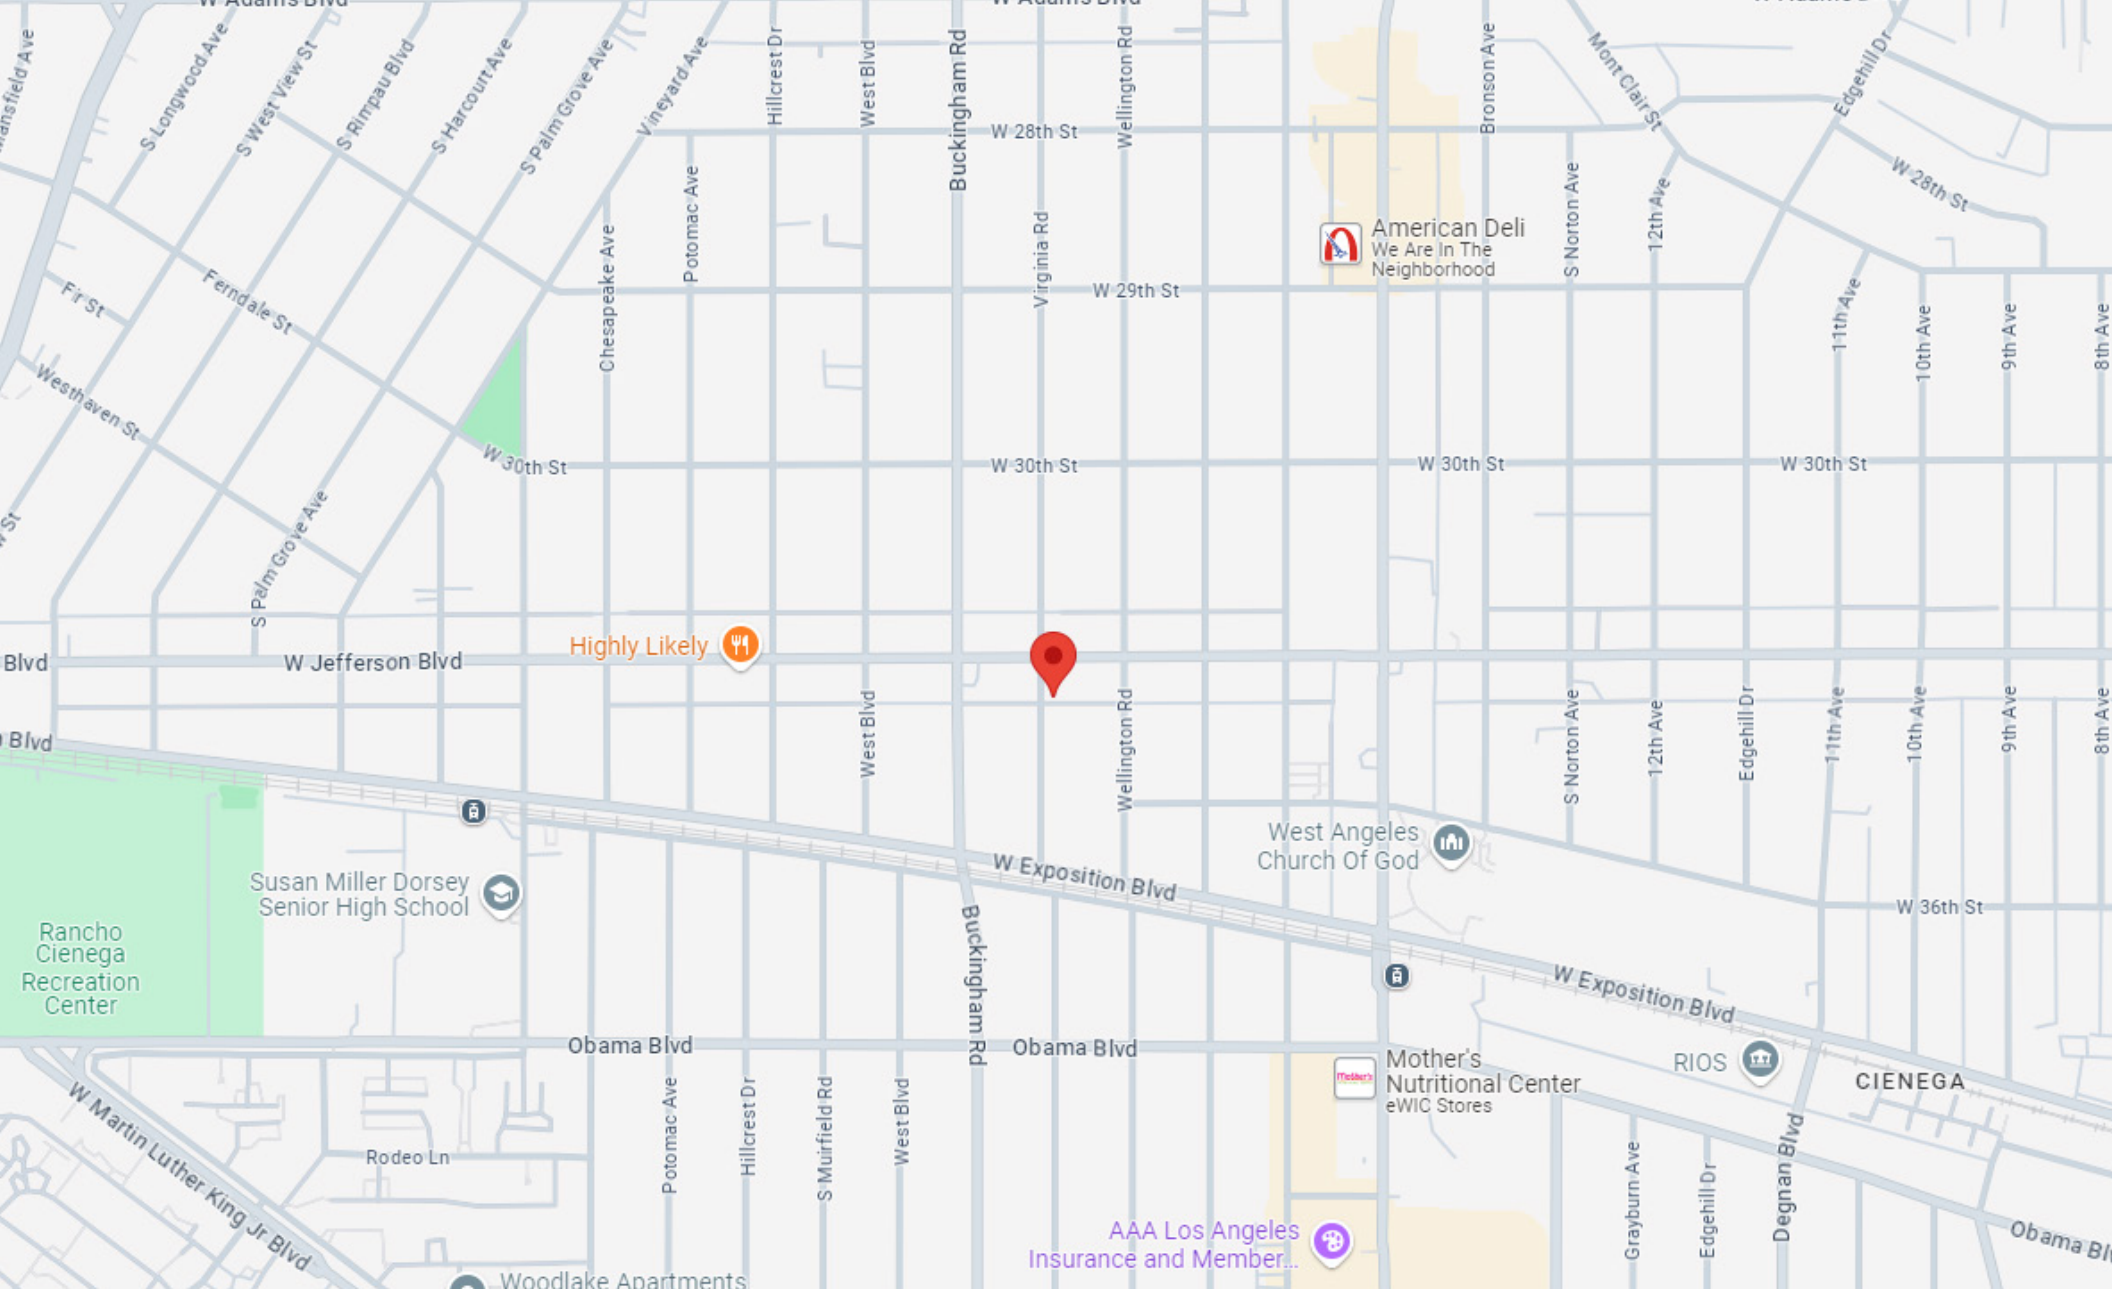 W Adams Blvd
W Adams Blvd
Mansfield Ave
S Longwood Ave
S West View St
S Rimpau Blvd
S Harcourt Ave
S Palm Grove Ave
Vineyard Ave
Hillcrest Dr
West Blvd
Buckingham Rd
Wellington Rd
Bronson Ave
Mont Clair St
Edgehill Dr
W 28th St
W 28th St
Potomac Ave
Chesapeake Ave
Virginia Rd
S Norton Ave
12th Ave
American Deli
We Are In The
Neighborhood
Fir St
Ferndale St
W 29th St
11th Ave
10th Ave
9th Ave
8th Ave
Westhaven St
W 30th St
W 30th St
W 30th St
W 30th St
S Palm Grove Ave
Highly Likely
Blvd
W Jefferson Blvd
Blvd
West Blvd
Wellington Rd
S Norton Ave
12th Ave
Edgehill Dr
11th Ave
10th Ave
9th Ave
8th Ave
West Angeles
Church Of God
W Exposition Blvd
Susan Miller Dorsey
Senior High School
W 36th St
Rancho
Cienega
Recreation
Center
Buckingham Rd
W Exposition Blvd
Obama Blvd
Obama Blvd
Mother's
Mother's
Nutritional Center
eWIC Stores
RIOS
CIENEGA
W Martin Luther King Jr Blvd
Rodeo Ln
Potomac Ave
Hillcrest Dr
S Muirfield Rd
West Blvd
Grayburn Ave
Edgehill Dr
Degnan Blvd
AAA Los Angeles
Insurance and Member...
Obama Blv
Woodlake Apartments